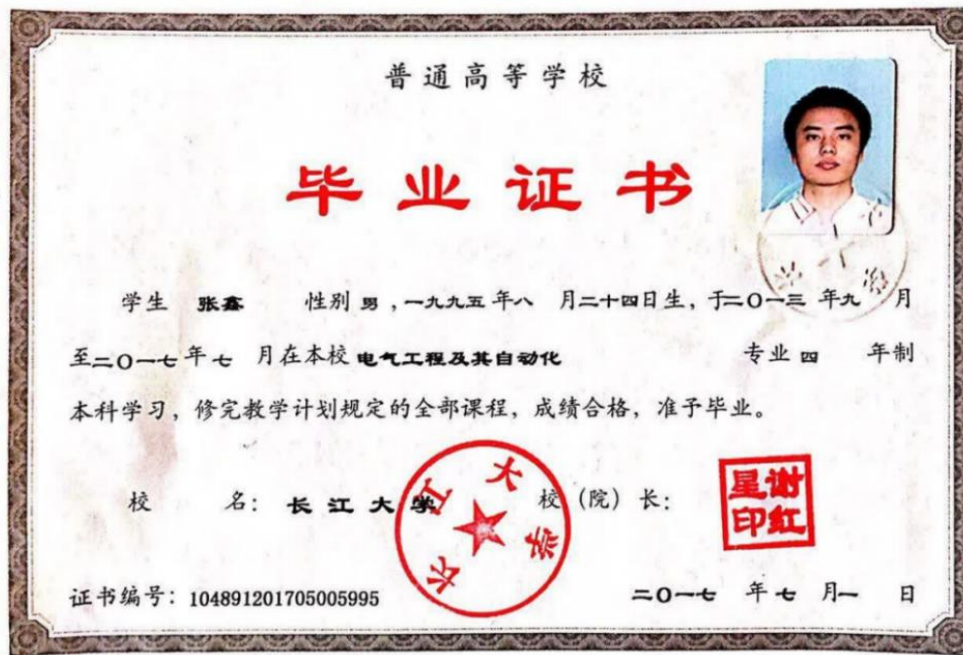 普通高等学校
毕业证书
学生 张鑫 性别 男，一九九五年八 月二十四日生，于二〇一三 年九 月
至二〇一七年七 月在本校 电气工程及其自动化 专业 四 年制
本科学习，修完教学计划规定的全部课程，成绩合格，准予毕业。
校 名： 长江大学 校（院）长：
长江大学
谢红星印
证书编号：104891201705005995 二〇一七 年七 月一 日